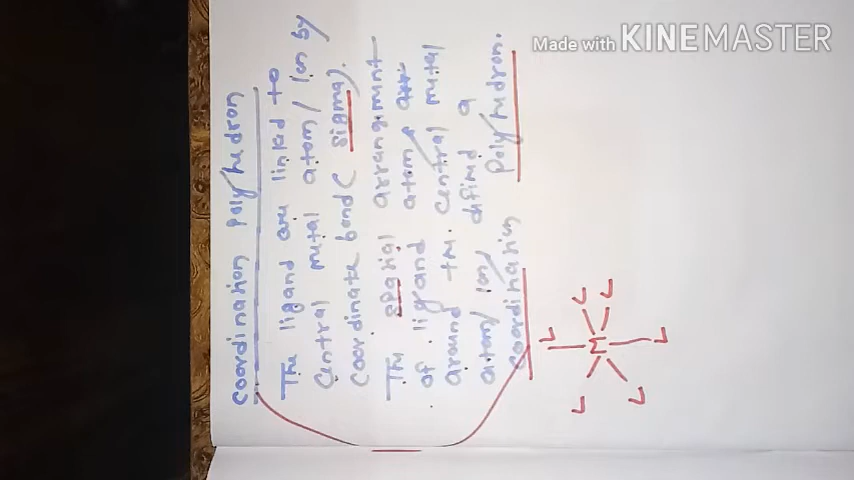 Coordination Polyhedron
The ligand are linked to
Central metal atom/ Ion by
Coordinate bond (sigma).
The spatial arrangement
of ligand atom
around the. Central metal
atom/ Ion/ difind a
Coordination Polyhedron.
L
L L
M
L
L L
Made with KINEMASTER